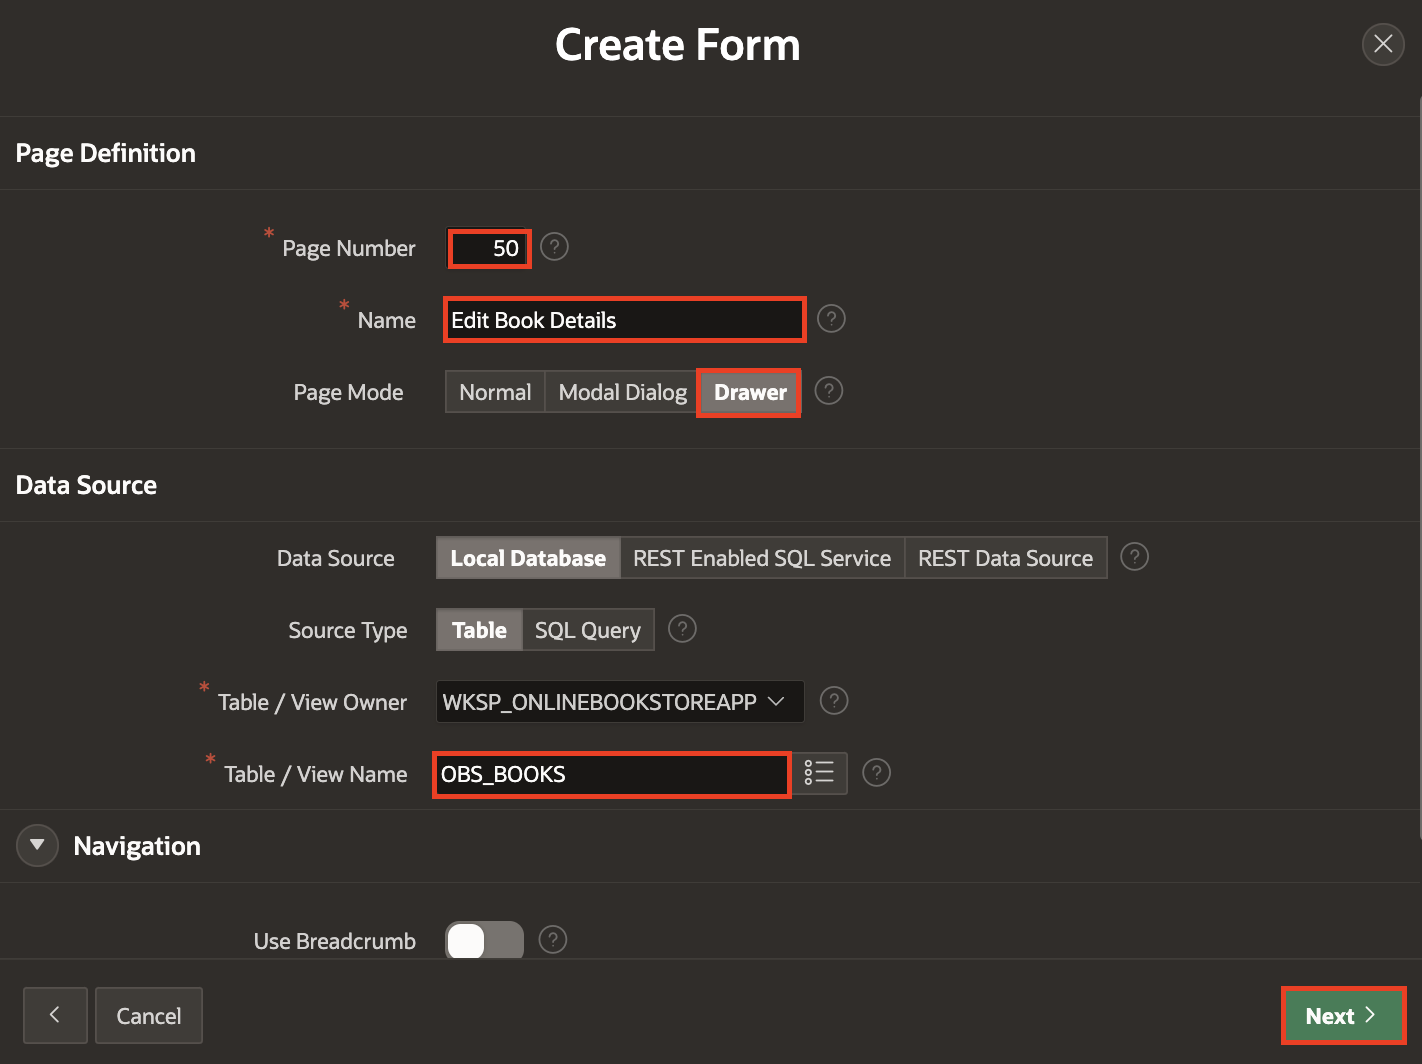 Create Form
Page Definition
* Page Number 50 ?
* Name Edit Book Details ?
Page Mode Normal Modal Dialog Drawer ?
Data Source
Data Source Local Database REST Enabled SQL Service REST Data Source ?
Source Type Table SQL Query ?
* Table / View Owner WKSP_ONLINEBOOKSTOREAPP ?
* Table / View Name OBS_BOOKS ?
Navigation
Use Breadcrumb ?
Cancel Next